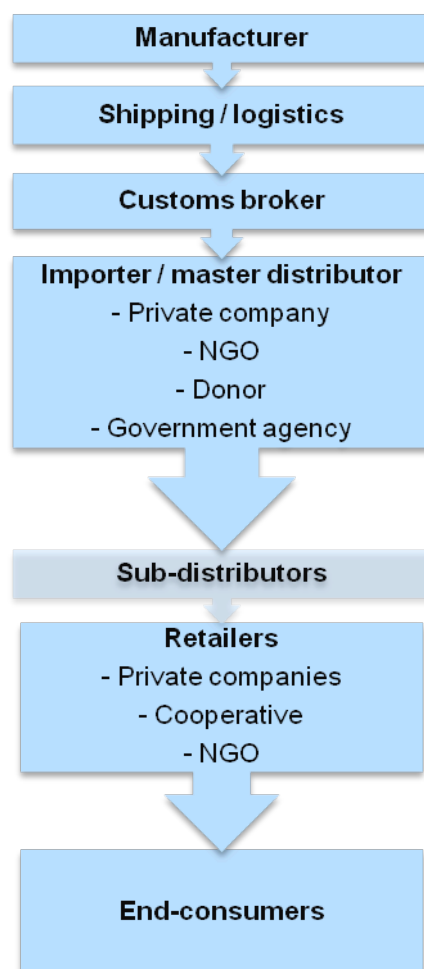 Manufacturer
Shipping / logistics
Customs broker
Importer / master distributor
- Private company
- NGO
- Donor
- Government agency
Sub-distributors
Retailers
- Private companies
- Cooperative
- NGO
End-consumers